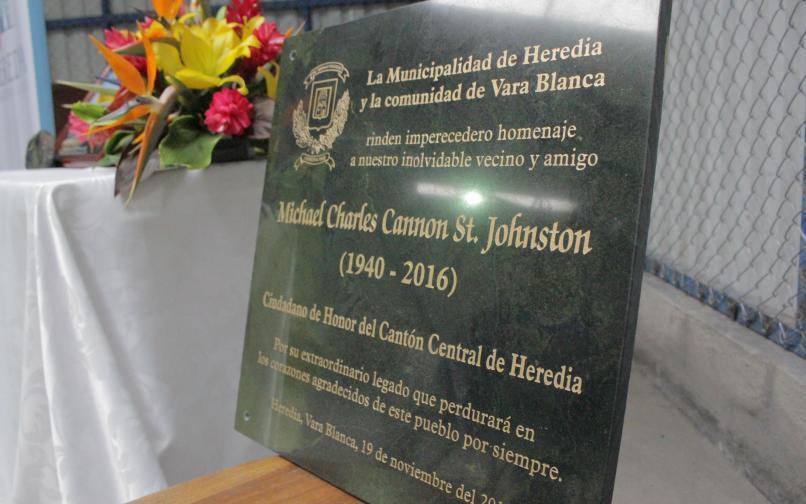 La Municipalidad de Heredia
y la comunidad de Vara Blanca
rinden imperecedero homenaje
a nuestro inolvidable vecino y amigo
Michael Charles Cannon St. Johnston
(1940 - 2016)
Ciudadano de Honor del Cantón Central de Heredia
Por su extraordinario legado que perdurará en
los corazones agradecidos de este pueblo por siempre.
Heredia, Vara Blanca, 19 de noviembre del